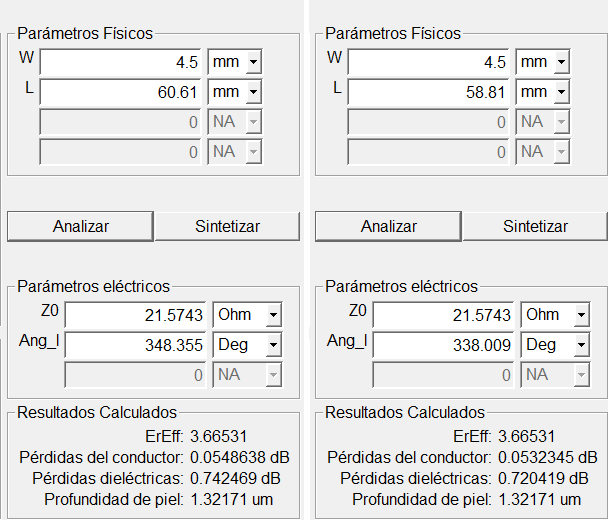 Parámetros Físicos
W 4.5 mm
L 60.61 mm
0 NA
0 NA
Analizar Sintetizar
Parámetros eléctricos
Z0 21.5743 Ohm
Ang_l 348.355 Deg
0 NA
Resultados Calculados
ErEff: 3.66531
Pérdidas del conductor: 0.0548638 dB
Pérdidas dieléctricas: 0.742469 dB
Profundidad de piel: 1.32171 um
Parámetros Físicos
W 4.5 mm
L 58.81 mm
0 NA
0 NA
Analizar Sintetizar
Parámetros eléctricos
Z0 21.5743 Ohm
Ang_l 338.009 Deg
0 NA
Resultados Calculados
ErEff: 3.66531
Pérdidas del conductor: 0.0532345 dB
Pérdidas dieléctricas: 0.720419 dB
Profundidad de piel: 1.32171 um